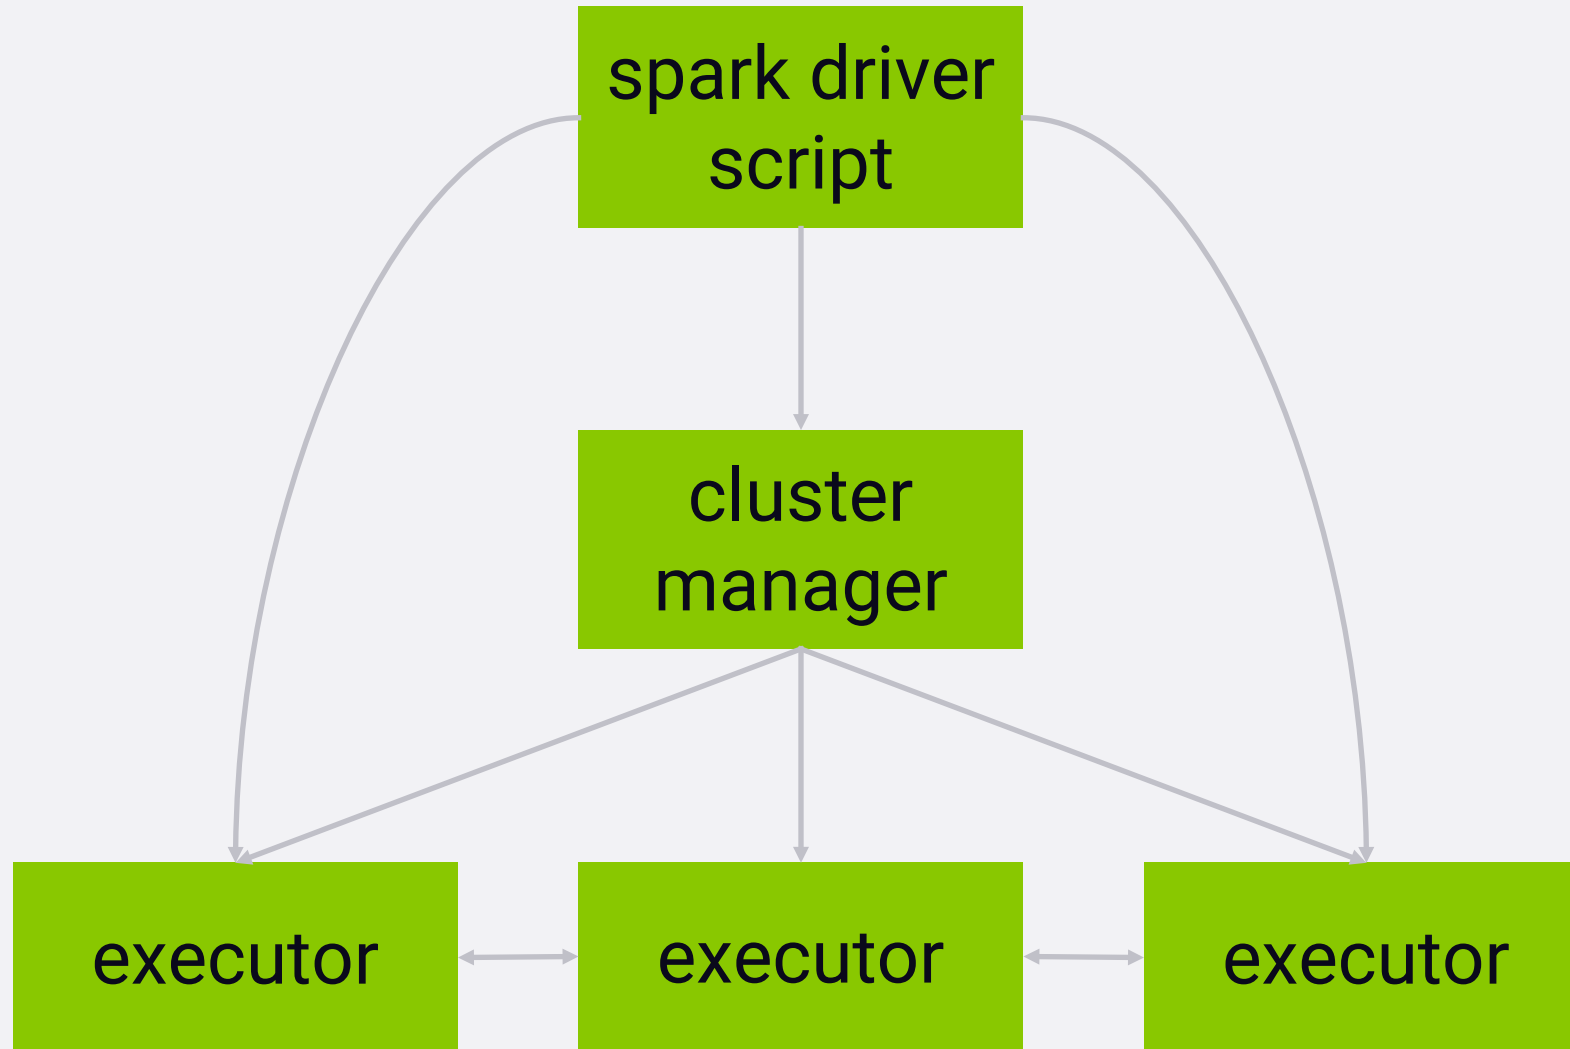 spark driver
script
cluster
manager
executor
executor
executor